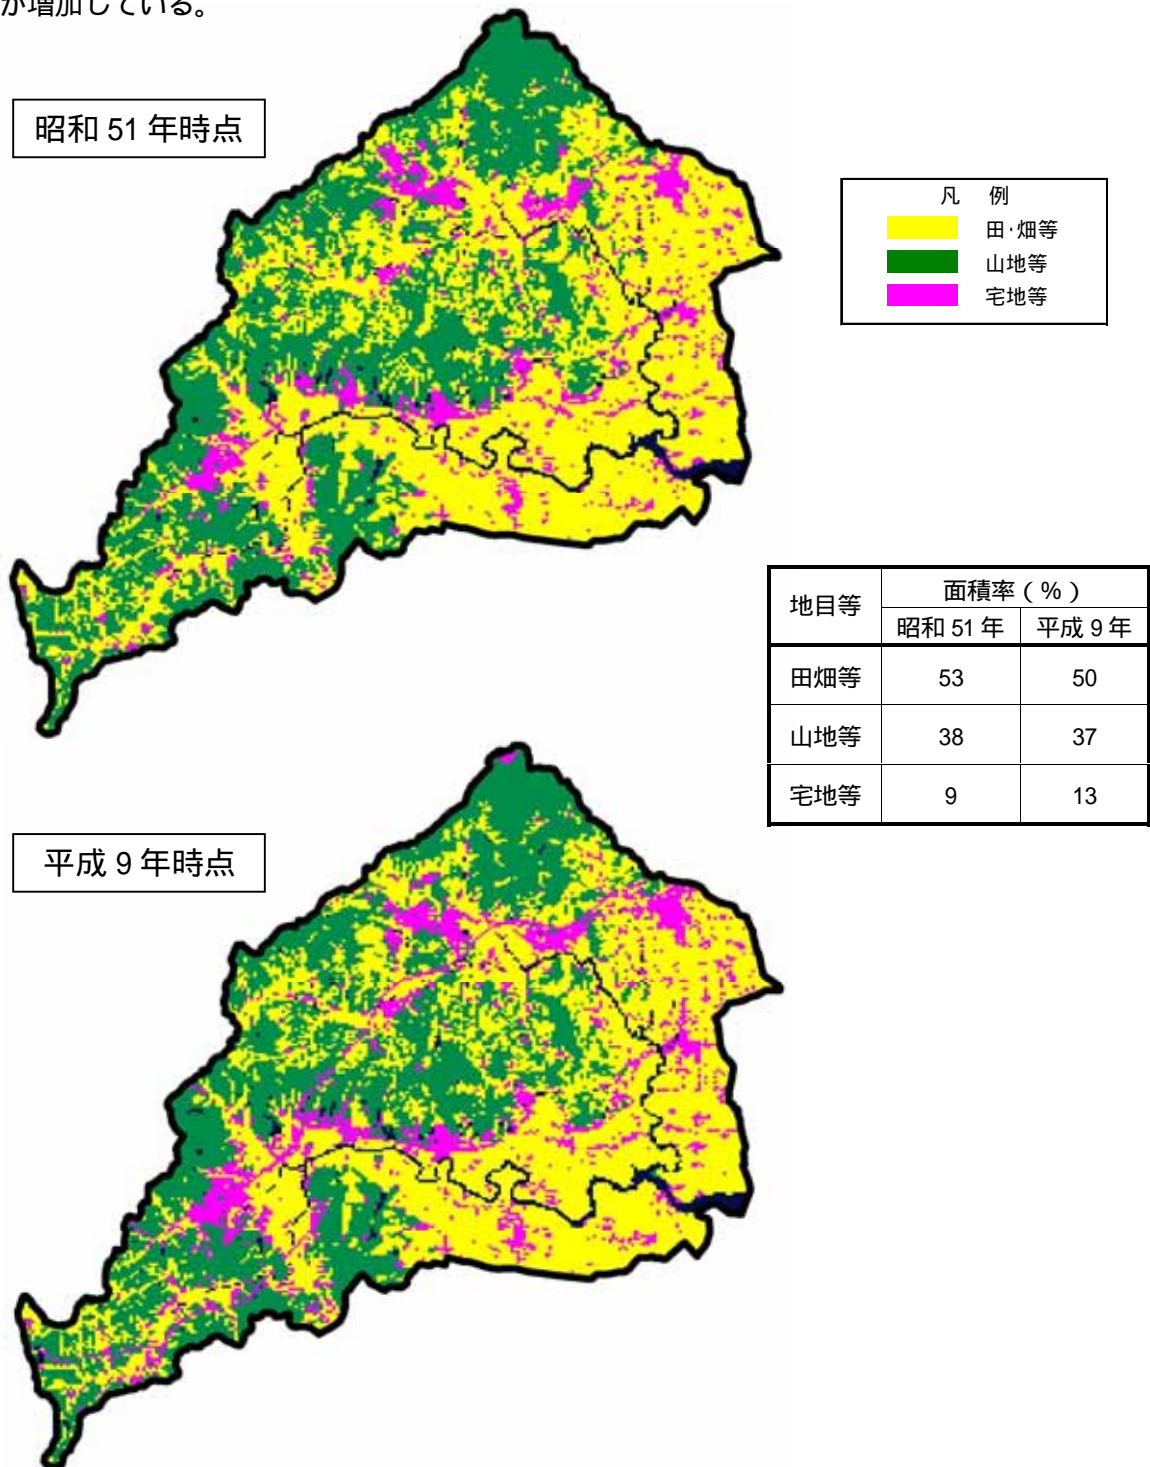 が増加している。
昭和 51 年時点
凡 例
田・畑等
山地等
宅地等
地目等 面積率(%)
昭和 51 年 平成 9 年
田畑等 53 50
山地等 38 37
宅地等 9 13
平成 9 年時点